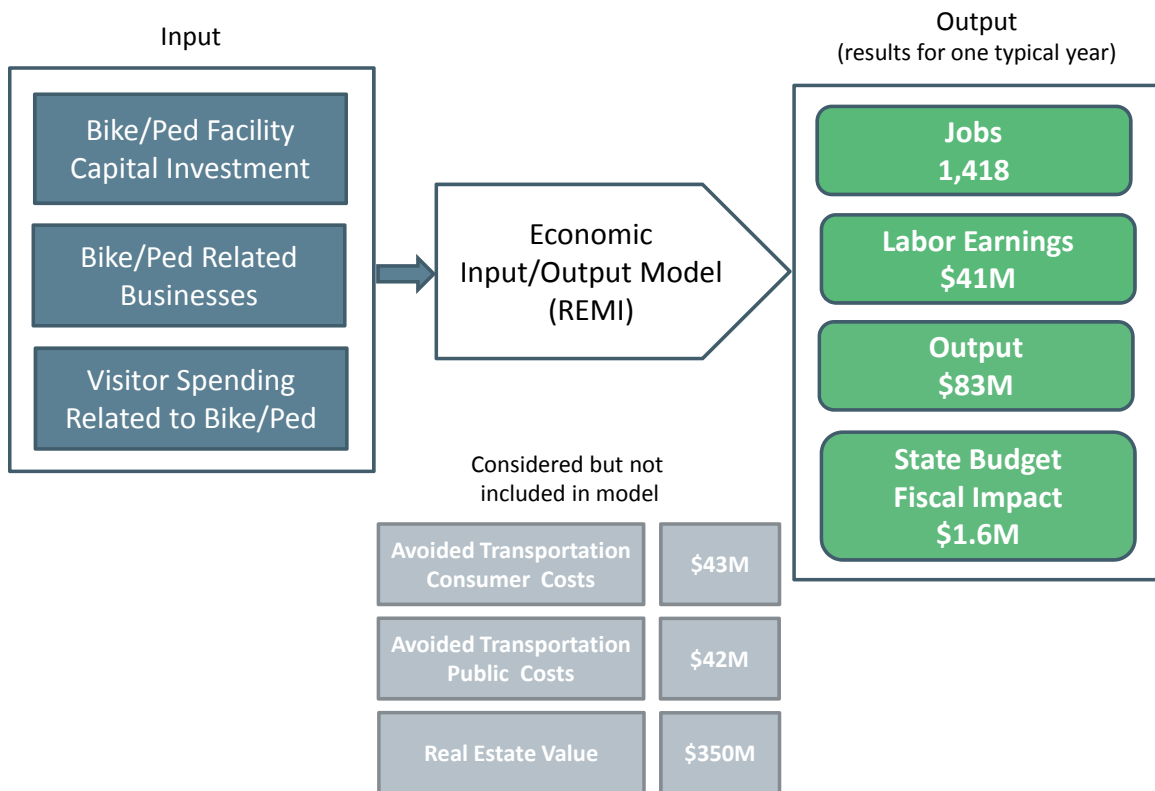 Input
Bike/Ped Facility
Capital Investment
Bike/Ped Related
Businesses
Visitor Spending
Related to Bike/Ped
Economic
Input/Output Model
(REMI)
Output
(results for one typical year)
Jobs
1,418
Labor Earnings
$41M
Output
$83M
State Budget
Fiscal Impact
$1.6M
Considered but not
included in model
Avoided Transportation
Consumer Costs
$43M
Avoided Transportation
Public Costs
$42M
Real Estate Value
$350M